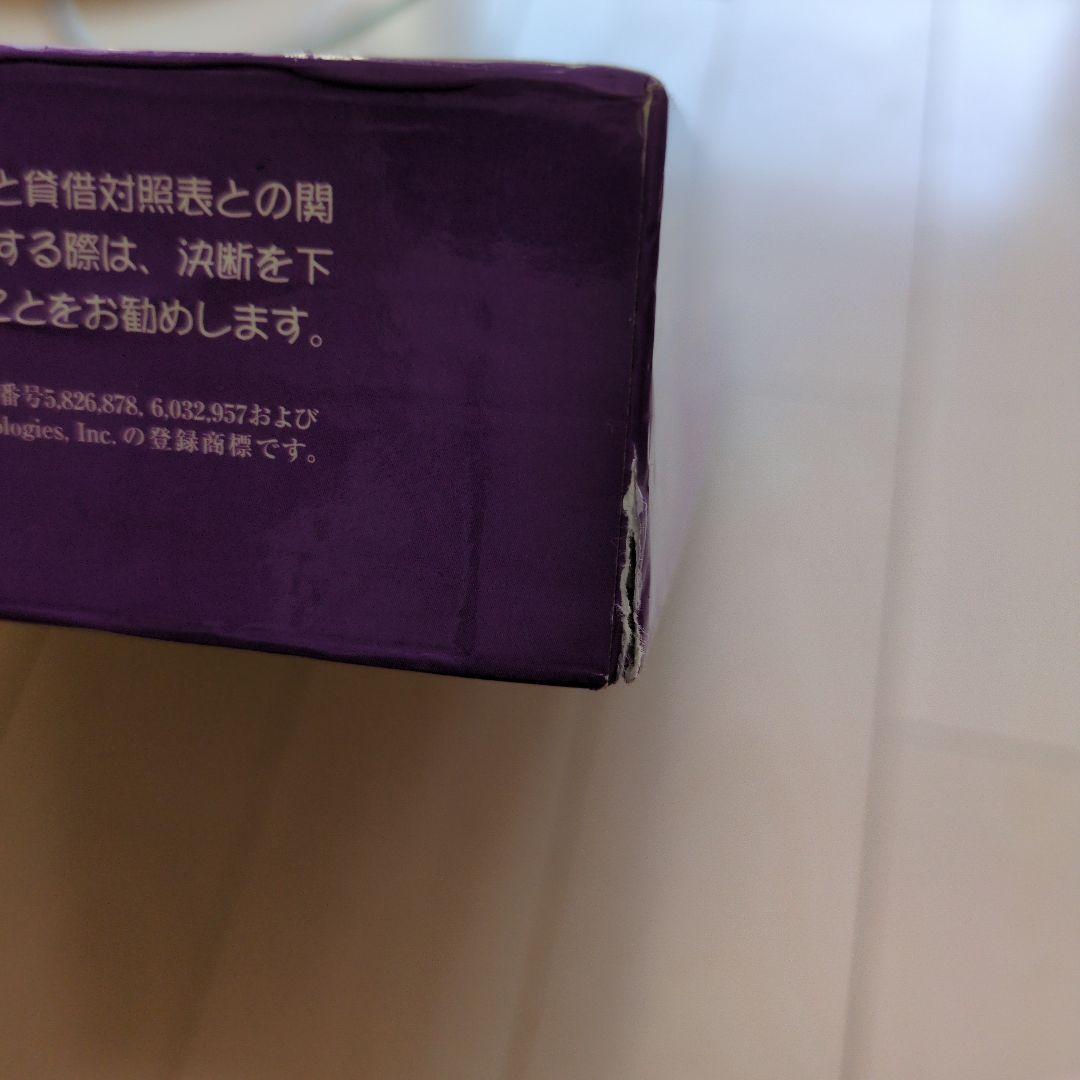 と貸借対照表との関
する際は、決断を下
ことをお勧めします。
番号5,826,878, 6,032,957および
ologies, Inc. の登録商標です。